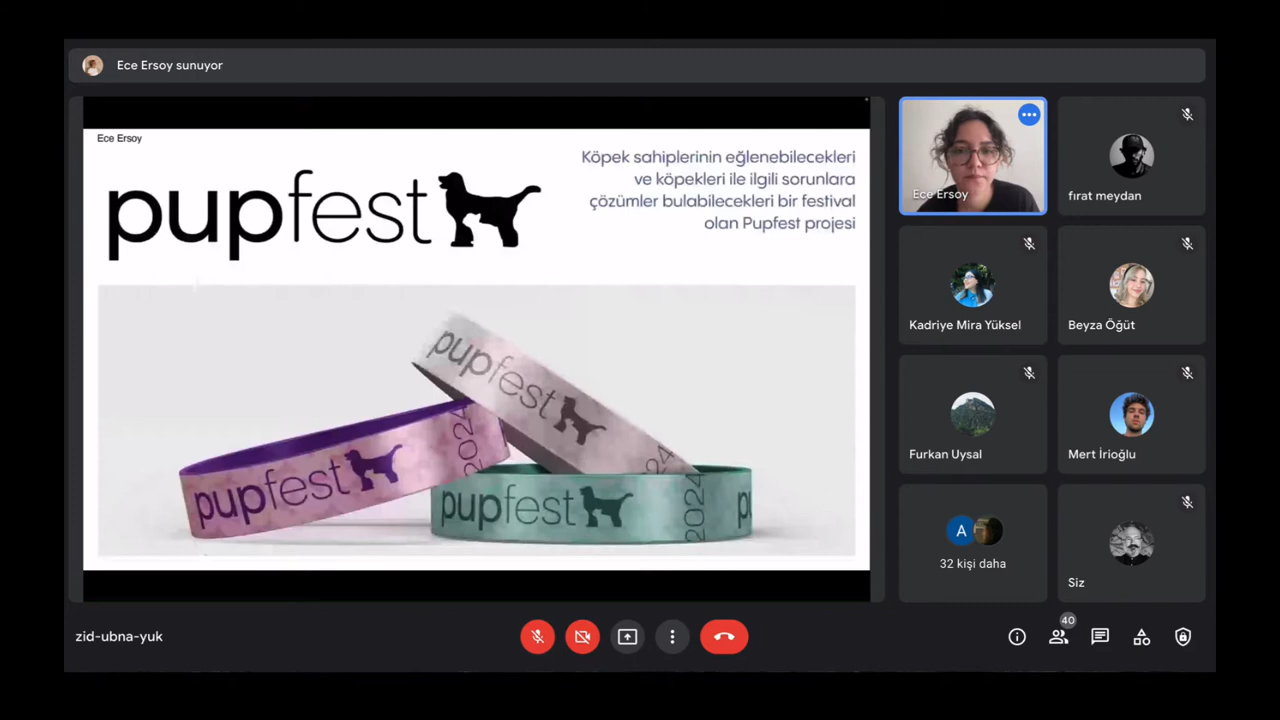 Ece Ersoy sunuyor
Ece Ersoy
pupfest
Köpek sahiplerinin eğlenebilecekleri
ve köpekleri ile ilgili sorunlara
çözümler bulabilecekleri bir festival
olan Pupfest projesi
pupfest 2024
pupfest 2024
pupfest 2024 pu
Ece Ersoy
fırat meydan
Kadriye Mira Yüksel
Beyza Öğüt
Furkan Uysal
Mert İrioğlu
A
32 kişi daha
Siz
zid-ubna-yuk
40